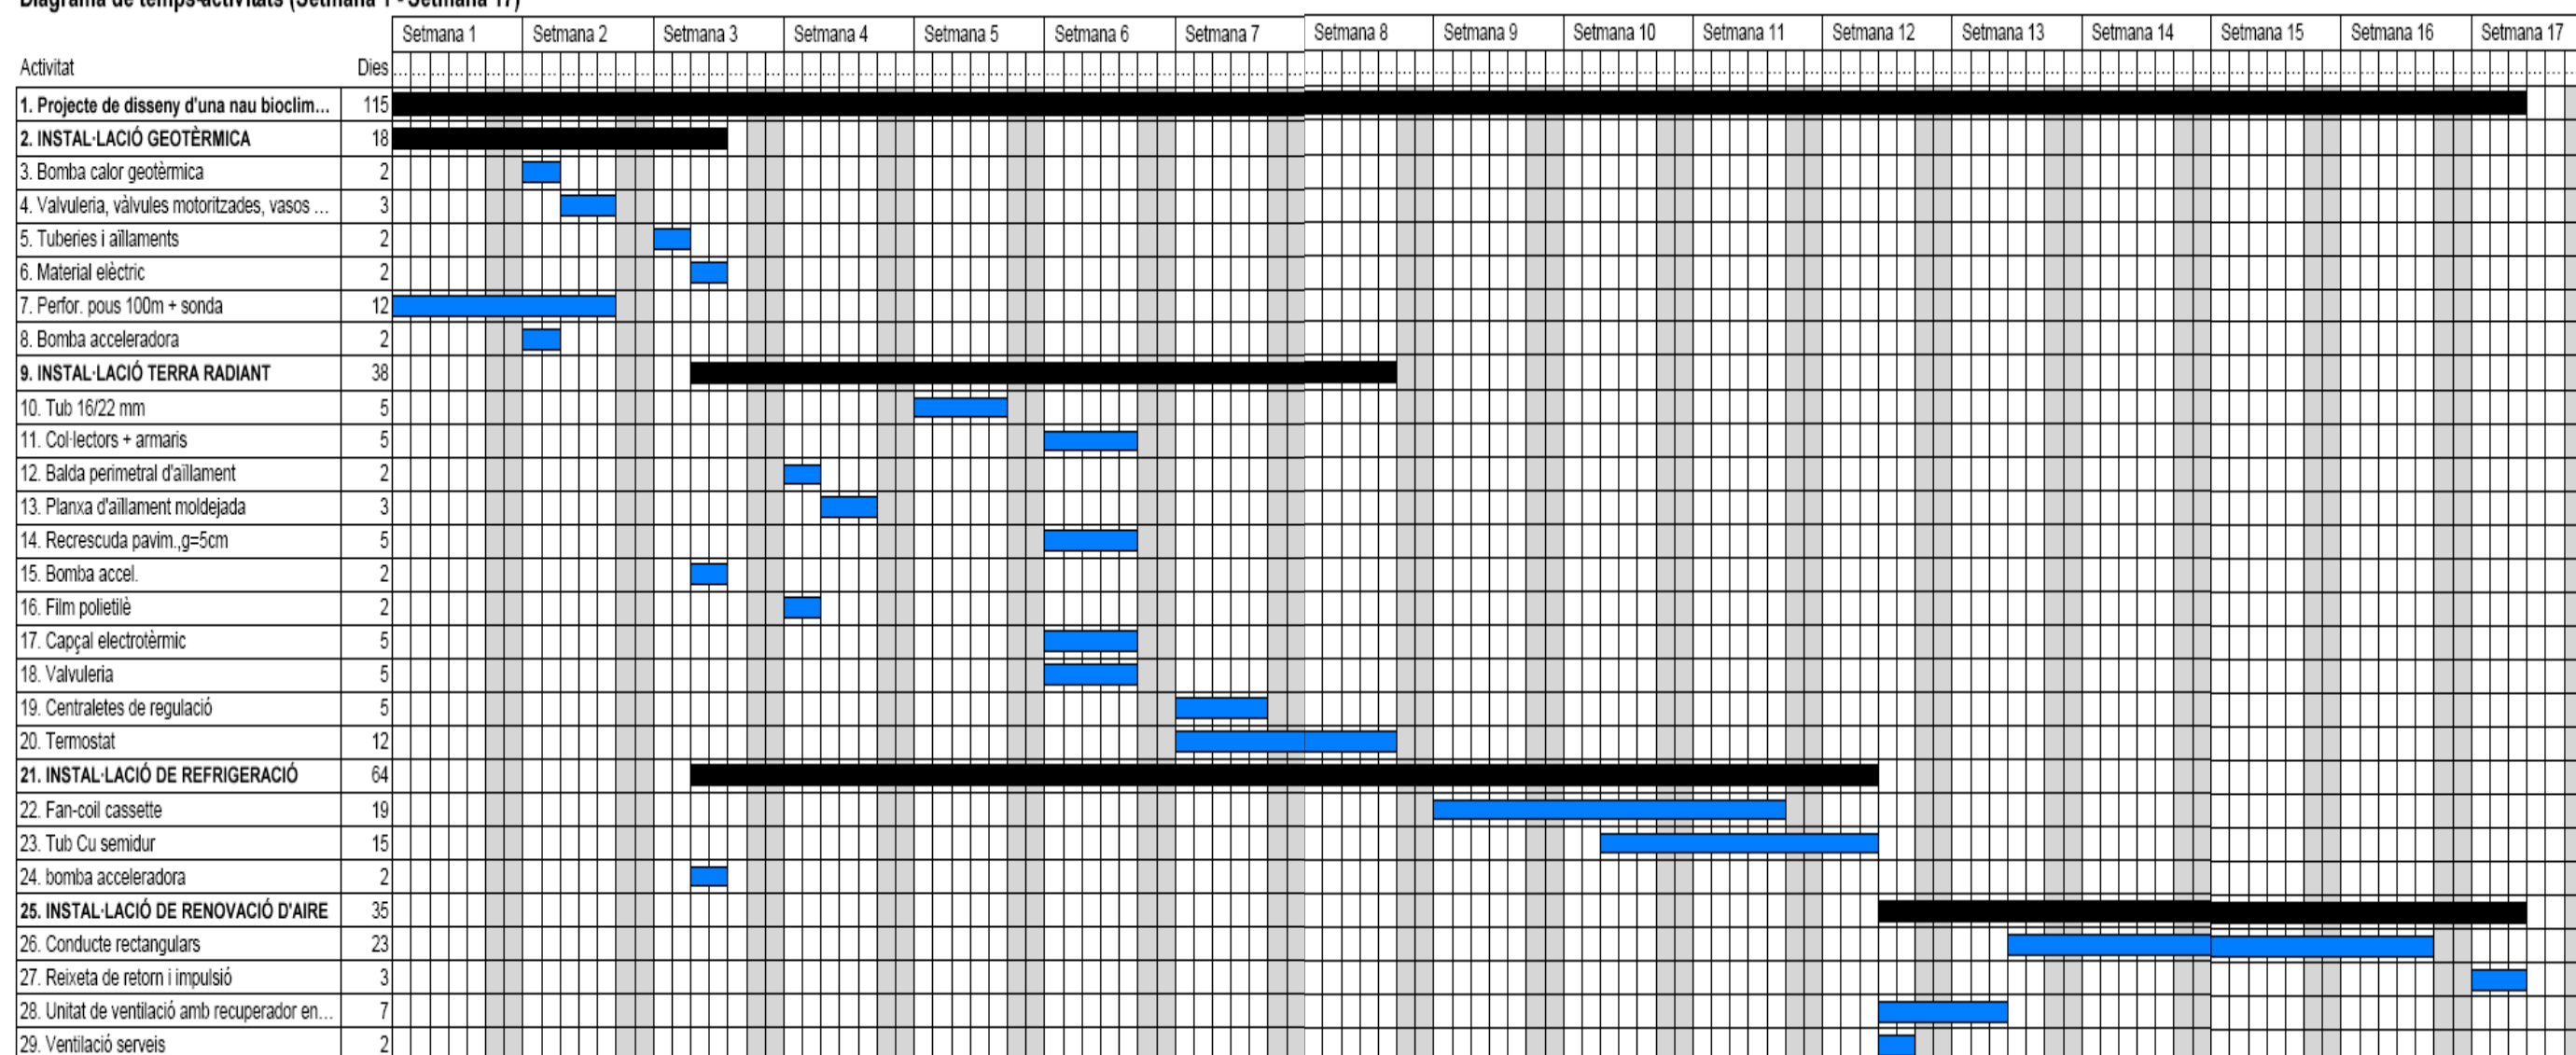 Diagrama de temps-activitats (Setmana 1 - Setmana 17)
Setmana 1 Setmana 2 Setmana 3 Setmana 4 Setmana 5 Setmana 6 Setmana 7 Setmana 8 Setmana 9 Setmana 10 Setmana 11 Setmana 12 Setmana 13 Setmana 14 Setmana 15 Setmana 16 Setmana 17
Activitat Dies
1. Projecte de disseny d'una nau bioclim... 115
2. INSTAL·LACIÓ GEOTÈRMICA 18
3. Bomba calor geotèrmica 2
4. Valvuleria, vàlvules motoritzades, vasos ... 3
5. Tuberies i aïllaments 2
6. Material elèctric 2
7. Perfor. pous 100m + sonda 12
8. Bomba acceleradora 2
9. INSTAL·LACIÓ TERRA RADIANT 38
10. Tub 16/22 mm 5
11. Col·lectors + armaris 5
12. Balda perimetral d'aïllament 2
13. Planxa d'aïllament moldejada 3
14. Recrescuda pavim.,g=5cm 5
15. Bomba accel. 2
16. Film polietilè 2
17. Capçal electrotèrmic 5
18. Valvuleria 5
19. Centraletes de regulació 5
20. Termostat 12
21. INSTAL·LACIÓ DE REFRIGERACIÓ 64
22. Fan-coil cassette 19
23. Tub Cu semidur 15
24. bomba acceleradora 2
25. INSTAL·LACIÓ DE RENOVACIÓ D'AIRE 35
26. Conducte rectangulars 23
27. Reixeta de retorn i impulsió 3
28. Unitat de ventilació amb recuperador en... 7
29. Ventilació serveis 2